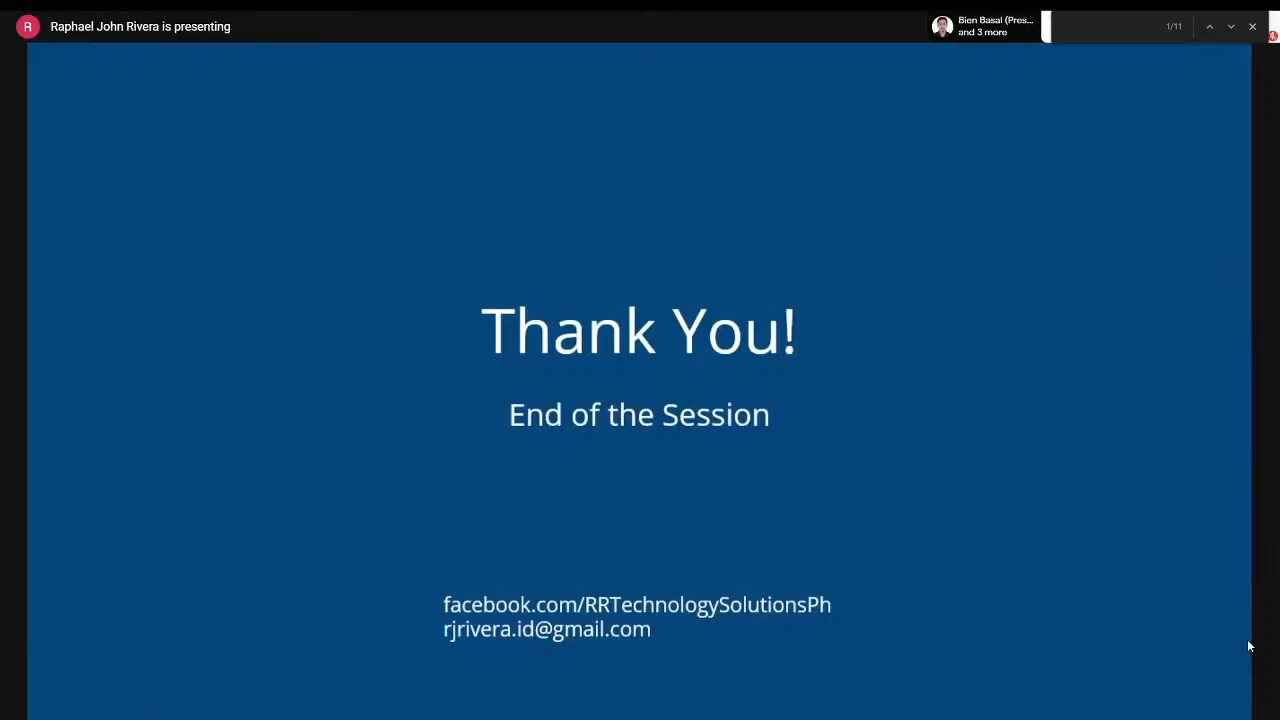 R Raphael John Rivera is presenting
Bien Basal (Pres...
and 3 more
1/11
Thank You!
End of the Session
facebook.com/RRTechnologySolutionsPh
rjrivera.id@gmail.com